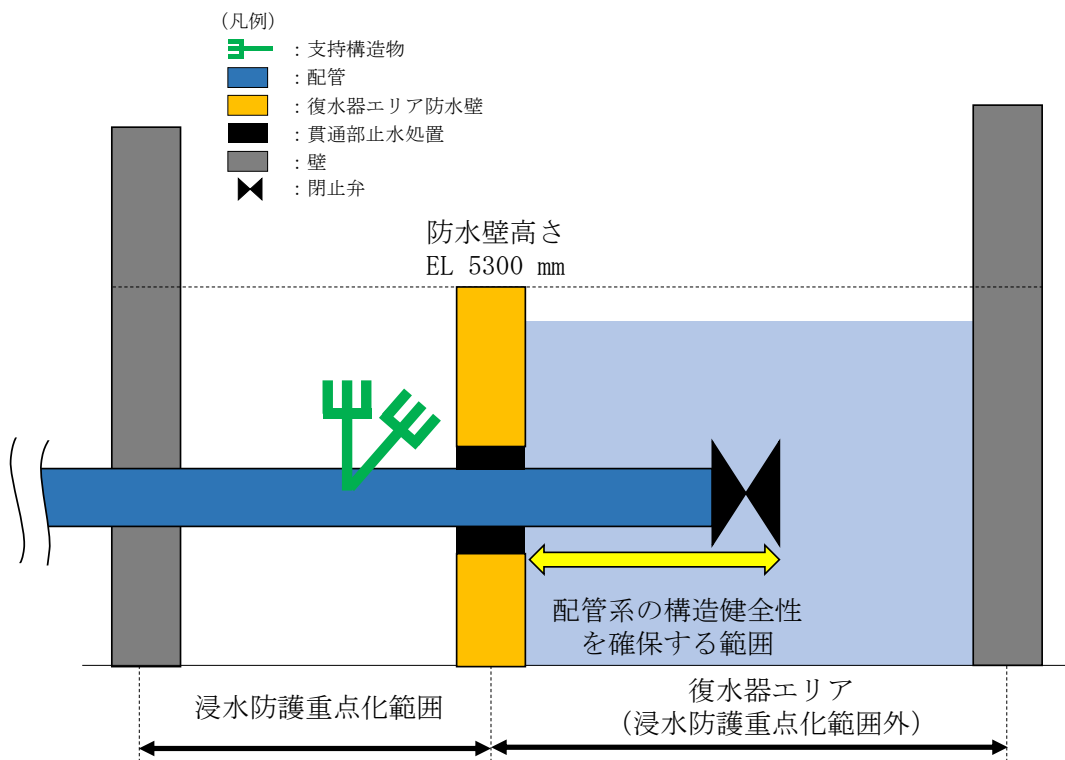 (凡例)
：支持構造物
：配管
：復水器エリア防水壁
：貫通部止水処置
：壁
：閉止弁
防水壁高さ
EL 5300 mm
配管系の構造健全性
を確保する範囲
浸水防護重点化範囲
復水器エリア
（浸水防護重点化範囲外）